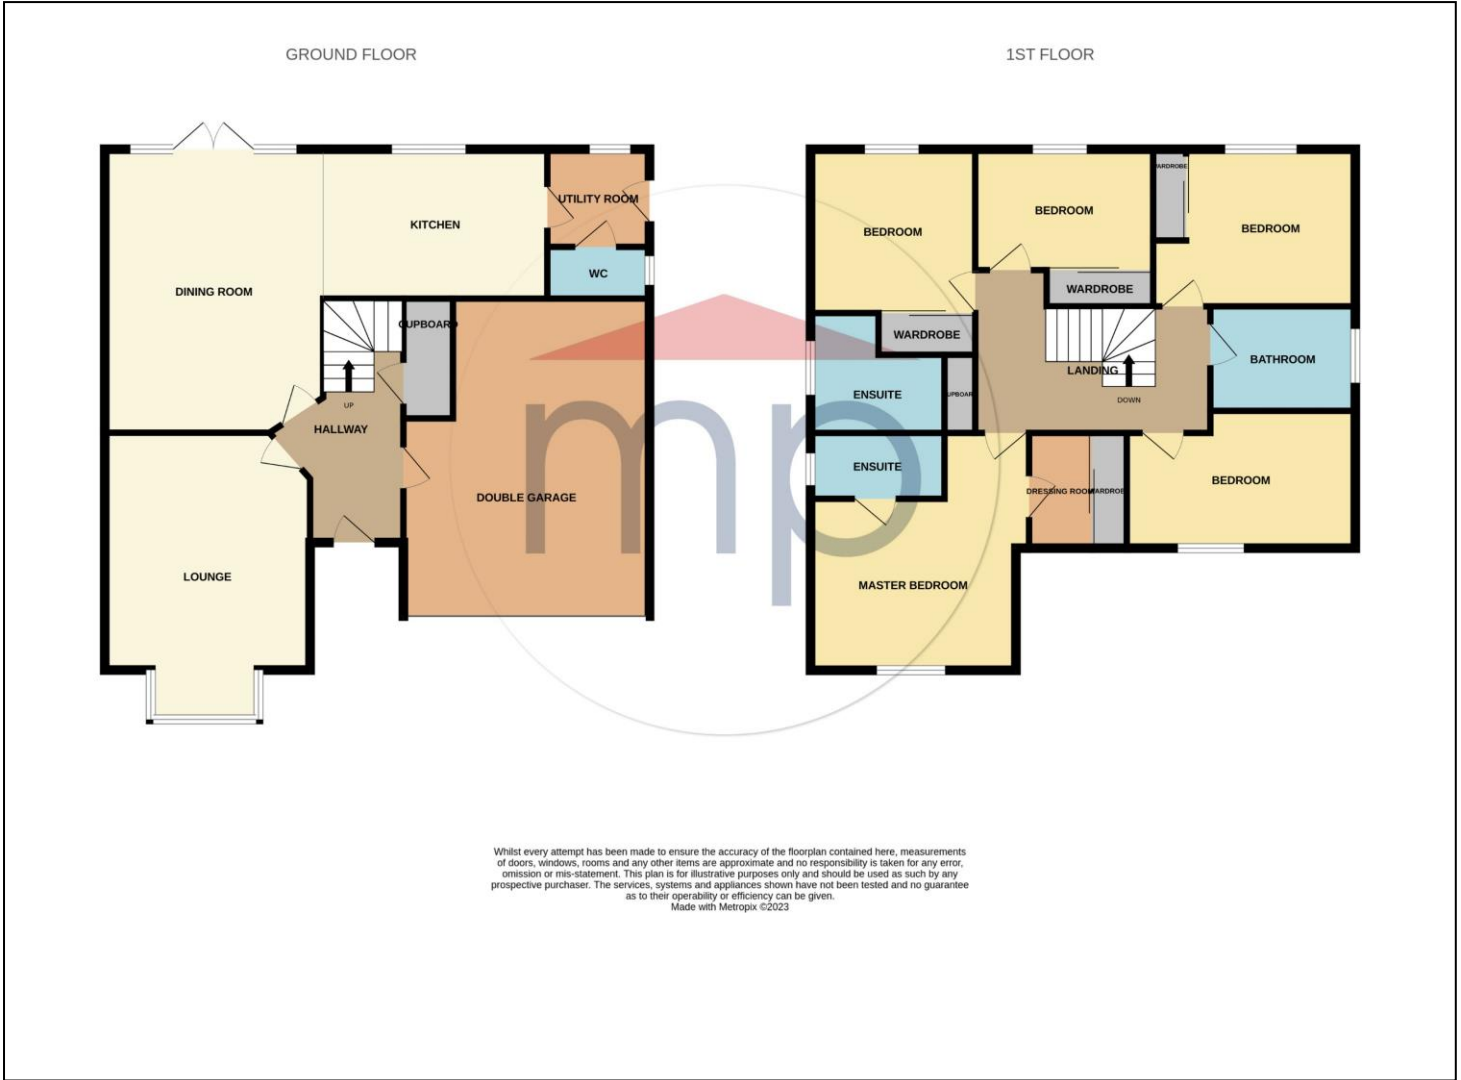 GROUND FLOOR
1ST FLOOR
UTILITY ROOM
KITCHEN
WC
DINING ROOM
CUPBOARD
UP
HALLWAY
DOUBLE GARAGE
LOUNGE
WARDROBE
BEDROOM
BEDROOM
BEDROOM
WARDROBE
WARDROBE
BATHROOM
LANDING
ENSUITE
DOWN
ENSUITE
BEDROOM
DRESSING ROOM
MASTER BEDROOM
mp
Whilst every attempt has been made to ensure the accuracy of the floorplan contained here, measurements
of doors, windows, rooms and any other items are approximate and no responsibility is taken for any error,
omission or mis-statement. This plan is for illustrative purposes only and should be used as such by any
prospective purchaser. The services, systems and appliances shown have not been tested and no guarantee
as to their operability or efficiency can be given.
Made with Metropix ©2023